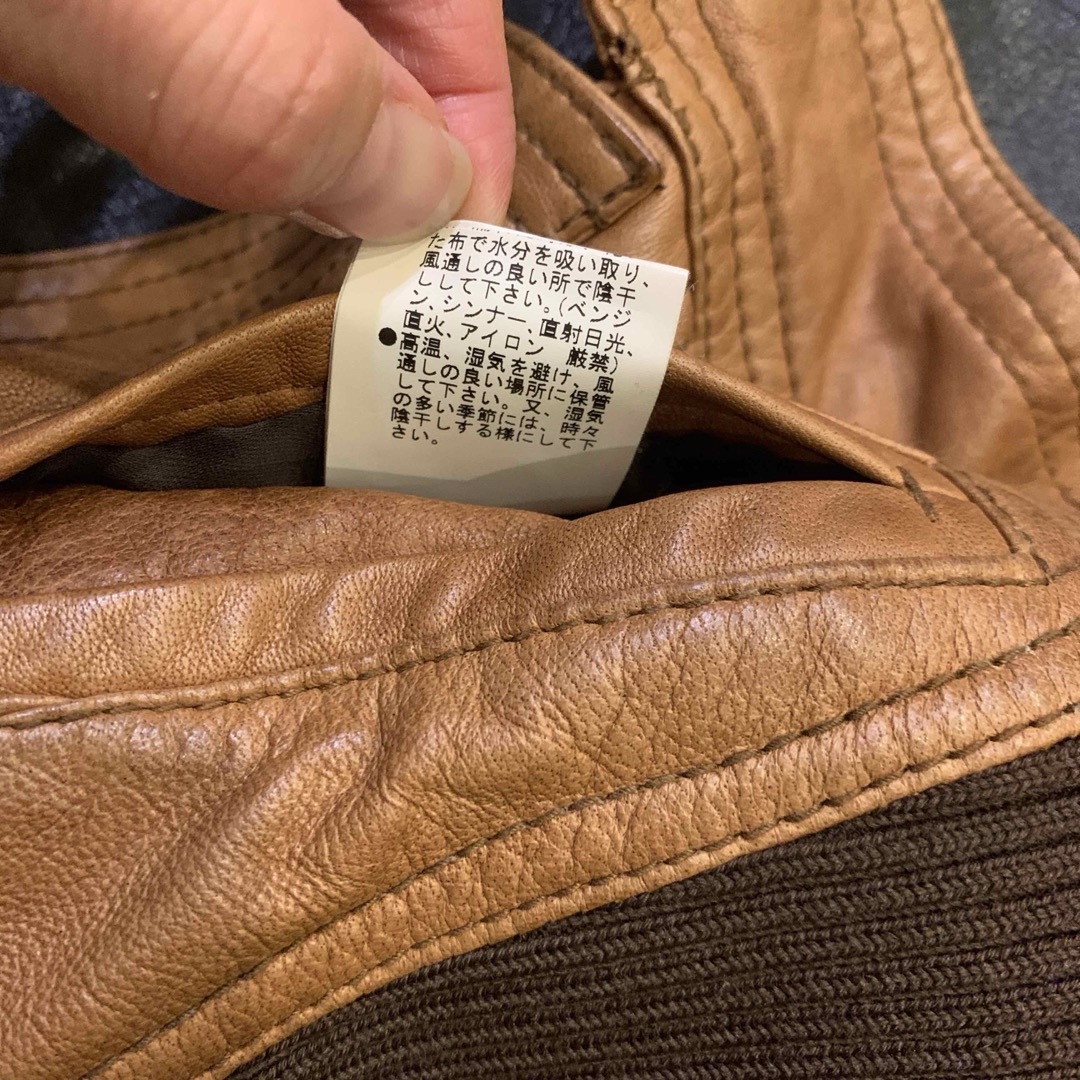 た布で水分を吸い取り、
風通しの良い所で陰干
しして下さい。(ベンジ
ン、シンナー、直射日光、
直火、アイロン 厳禁)
●高温、湿気を避け、風
通しの良い場所に保管
して下さい。又、湿気
の多い季節には、時々
陰干しする様にして下
さい。